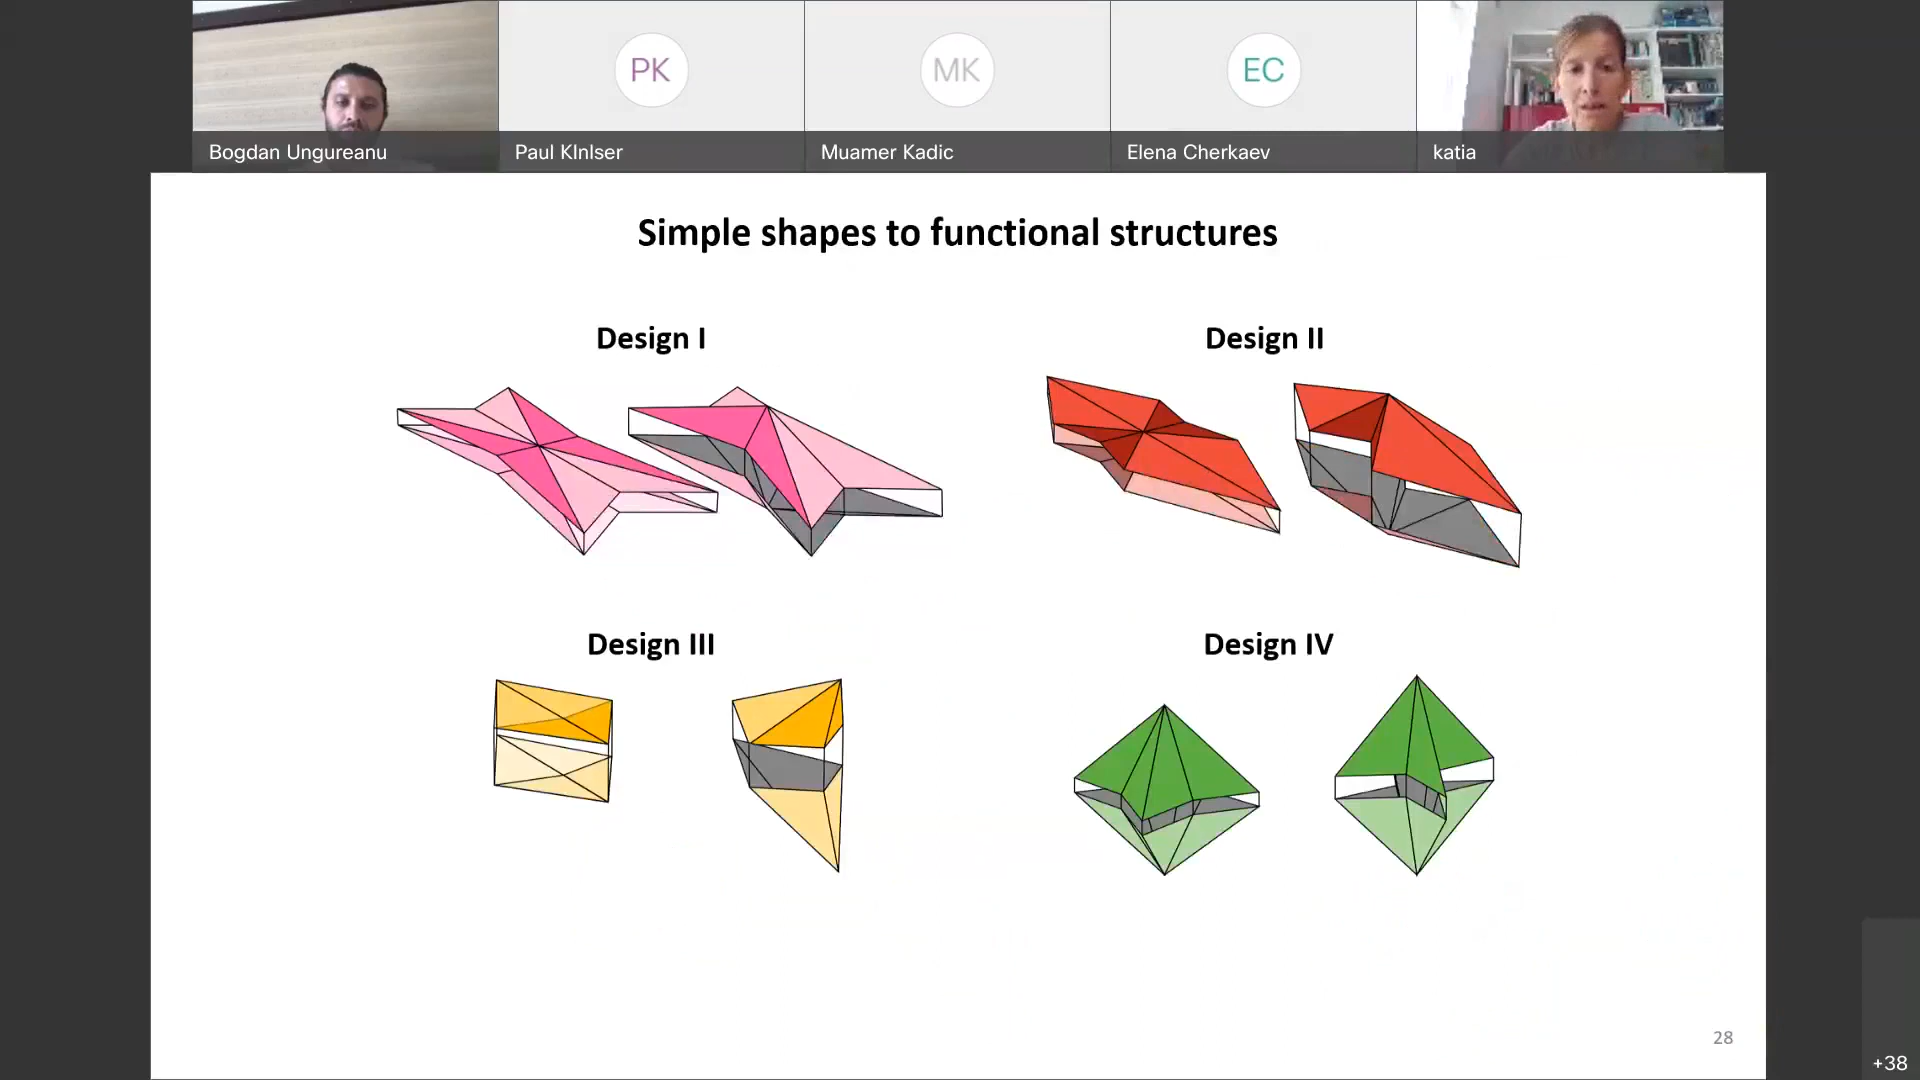 PK
MK
EC
Bogdan Ungureanu
Paul KInIser
Muamer Kadic
Elena Cherkaev
katia
Simple shapes to functional structures
Design I
Design II
Design III
Design IV
28
+38